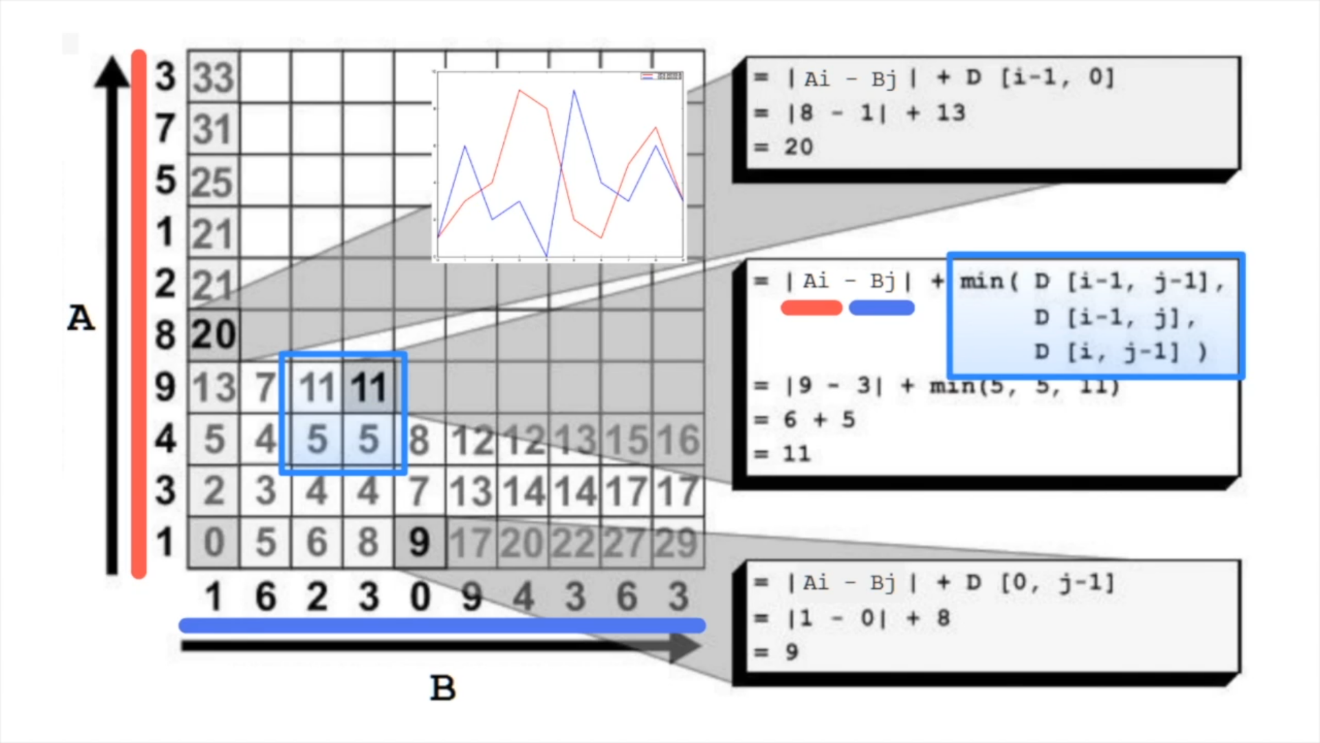 3 33
7 31
5 25
1 21
2 21
8 20
9 13 7 11 11
4 5 4 5 5 8 12 12 13 15 16
3 2 3 4 4 7 13 14 14 17 17
1 0 5 6 8 9 17 20 22 27 29
1 6 2 3 0 9 4 3 6 3
A
B
= | Ai - Bj | + D [i-1, 0]
= |8 - 1| + 13
= 20
= | Ai - Bj | + min( D [i-1, j-1],
D [i-1, j],
D [i, j-1] )
= |9 - 3| + min(5, 5, 11)
= 6 + 5
= 11
= | Ai - Bj | + D [0, j-1]
= |1 - 0| + 8
= 9